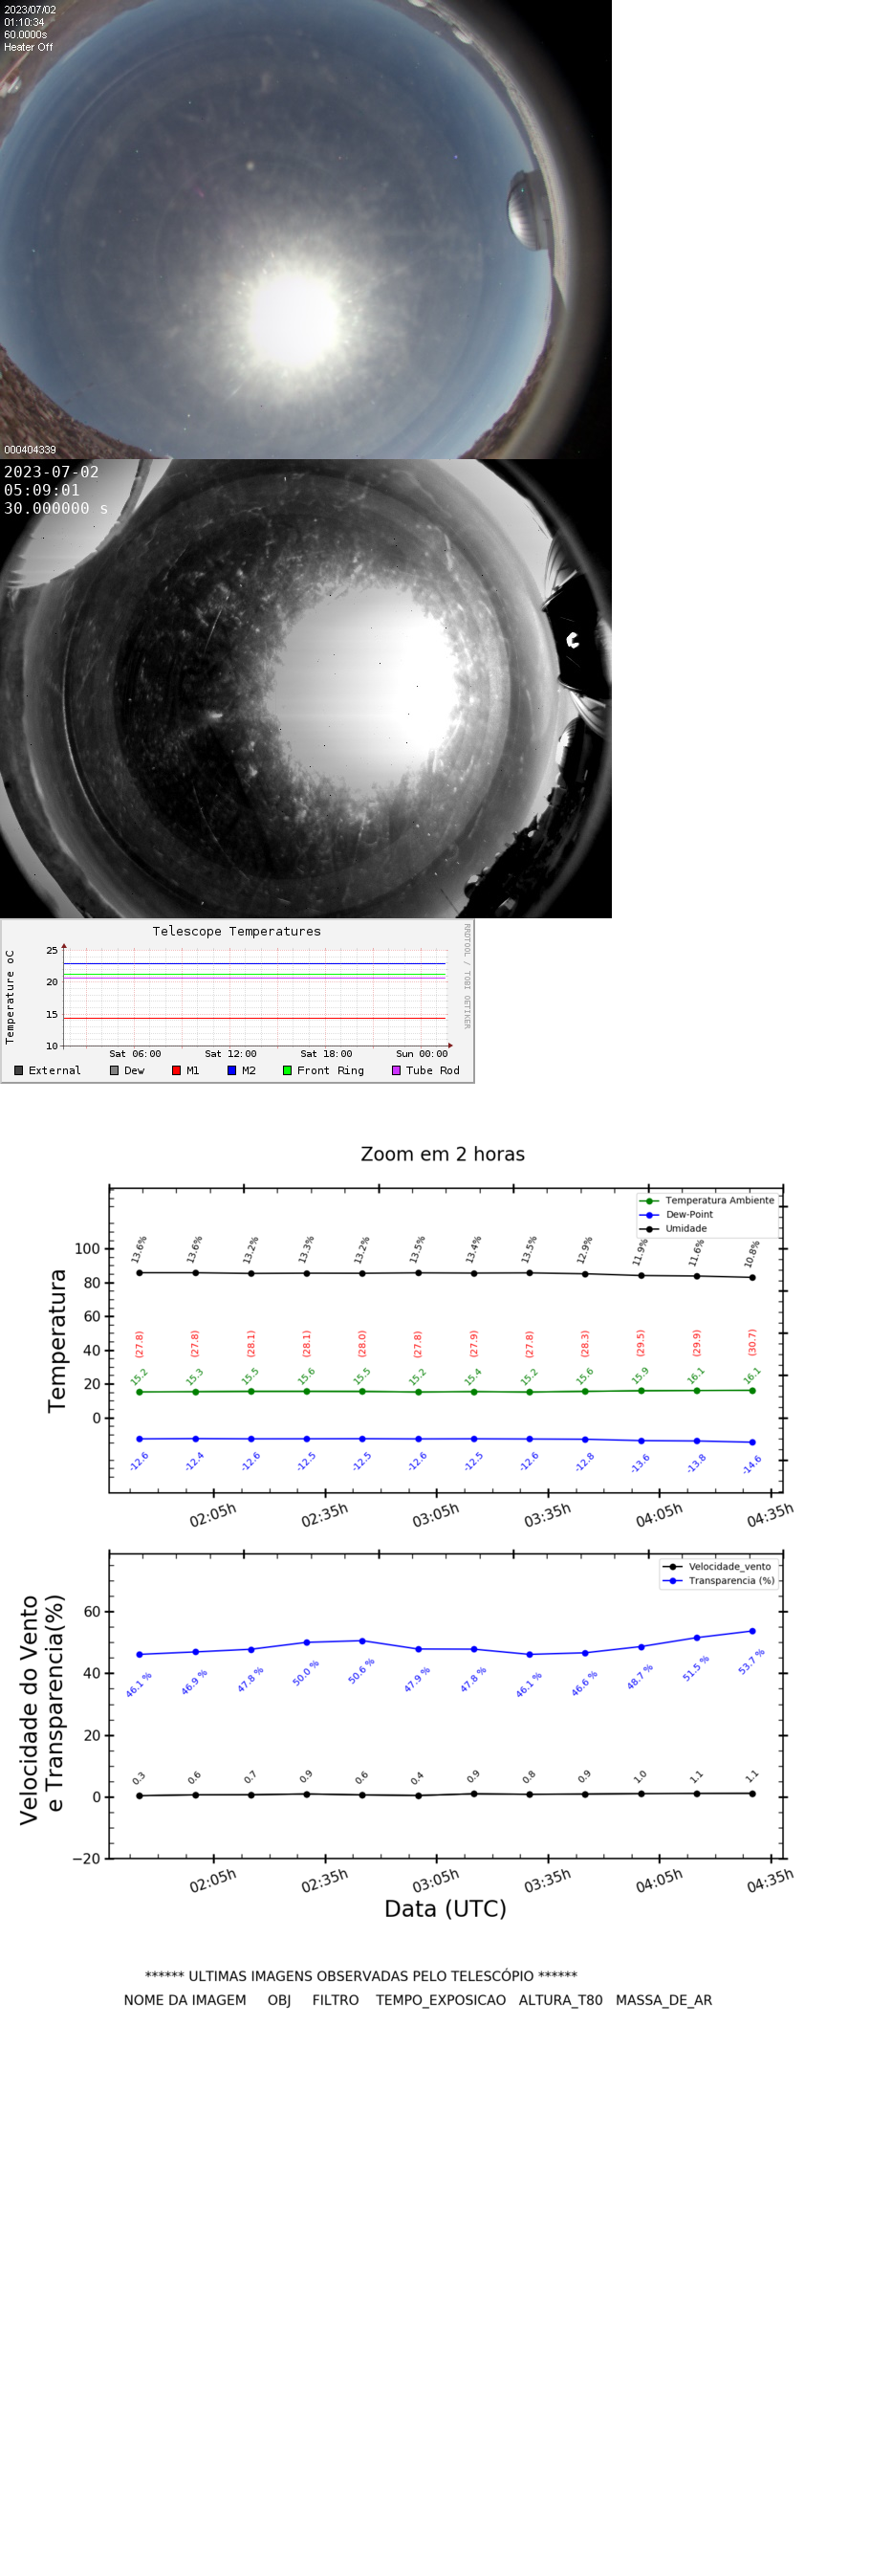 2023/07/02
01:10:34
60.0000s
Heater Off
000404339
2023-07-02
05:09:01
30.000000 s
Telescope Temperatures
RRDTOOL / TOBI OETIKER
Temperature oC
25
20
15
10
Sat 06:00 Sat 12:00 Sat 18:00 Sun 00:00
External Dew M1 M2 Front Ring Tube Rod
Zoom em 2 horas
Temperatura Ambiente
Dew-Point
Umidade
Temperatura
100
80
60
40
20
0
13.6% 13.6% 13.2% 13.3% 13.2% 13.5% 13.4% 13.5% 12.9% 11.9% 11.6% 10.8%
(27.8) (27.8) (28.1) (28.1) (28.0) (27.8) (27.9) (27.8) (28.3) (29.5) (29.9) (30.7)
15.2 15.3 15.5 15.6 15.5 15.2 15.4 15.2 15.6 15.9 16.1 16.1
-12.6 -12.4 -12.6 -12.5 -12.5 -12.6 -12.5 -12.6 -12.8 -13.6 -13.8 -14.6
02:05h 02:35h 03:05h 03:35h 04:05h 04:35h
Velocidade_vento
Transparencia (%)
Velocidade do Vento
e Transparencia(%)
60
40
20
0
−20
46.1 % 46.9 % 47.8 % 50.0 % 50.6 % 47.9 % 47.8 % 46.1 % 46.6 % 48.7 % 51.5 % 53.7 %
0.3 0.6 0.7 0.9 0.6 0.4 0.9 0.8 0.9 1.0 1.1 1.1
02:05h 02:35h 03:05h 03:35h 04:05h 04:35h
Data (UTC)
****** ULTIMAS IMAGENS OBSERVADAS PELO TELESCÓPIO ******
NOME DA IMAGEM OBJ FILTRO TEMPO_EXPOSICAO ALTURA_T80 MASSA_DE_AR